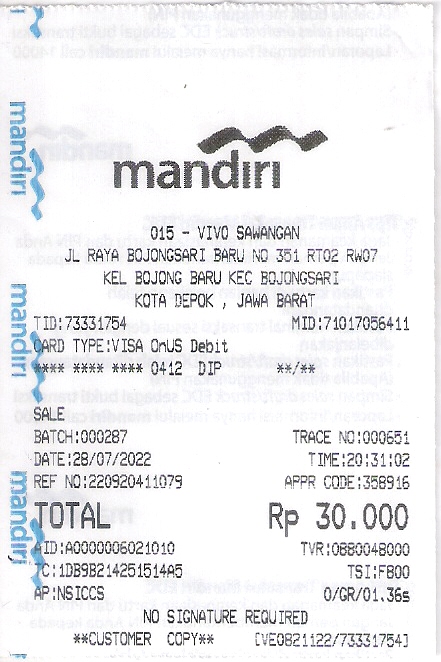 mandiri
015 - VIVO SAWANGAN
JL RAYA BOJONGSARI BARU NO 351 RT02 RW07
KEL BOJONG BARU KEC BOJONGSARI
KOTA DEPOK , JAWA BARAT
TID:73331754 MID:71017056411
CARD TYPE:VISA OnUS Debit
**** **** **** 0412 DIP **/**
SALE
BATCH:000287 TRACE NO:000651
DATE:28/07/2022 TIME:20:31:02
REF NO:220920411079 APPR CODE:358916
TOTAL Rp 30.000
AID:A0000006021010 TVR:0880048000
TC:1DB9B214251514A5 TSI:F800
AP:NSICCS 0/GR/01.36s
NO SIGNATURE REQUIRED
**CUSTOMER COPY** [VE0821122/73331754]
mandiri
mandiri
mandiri